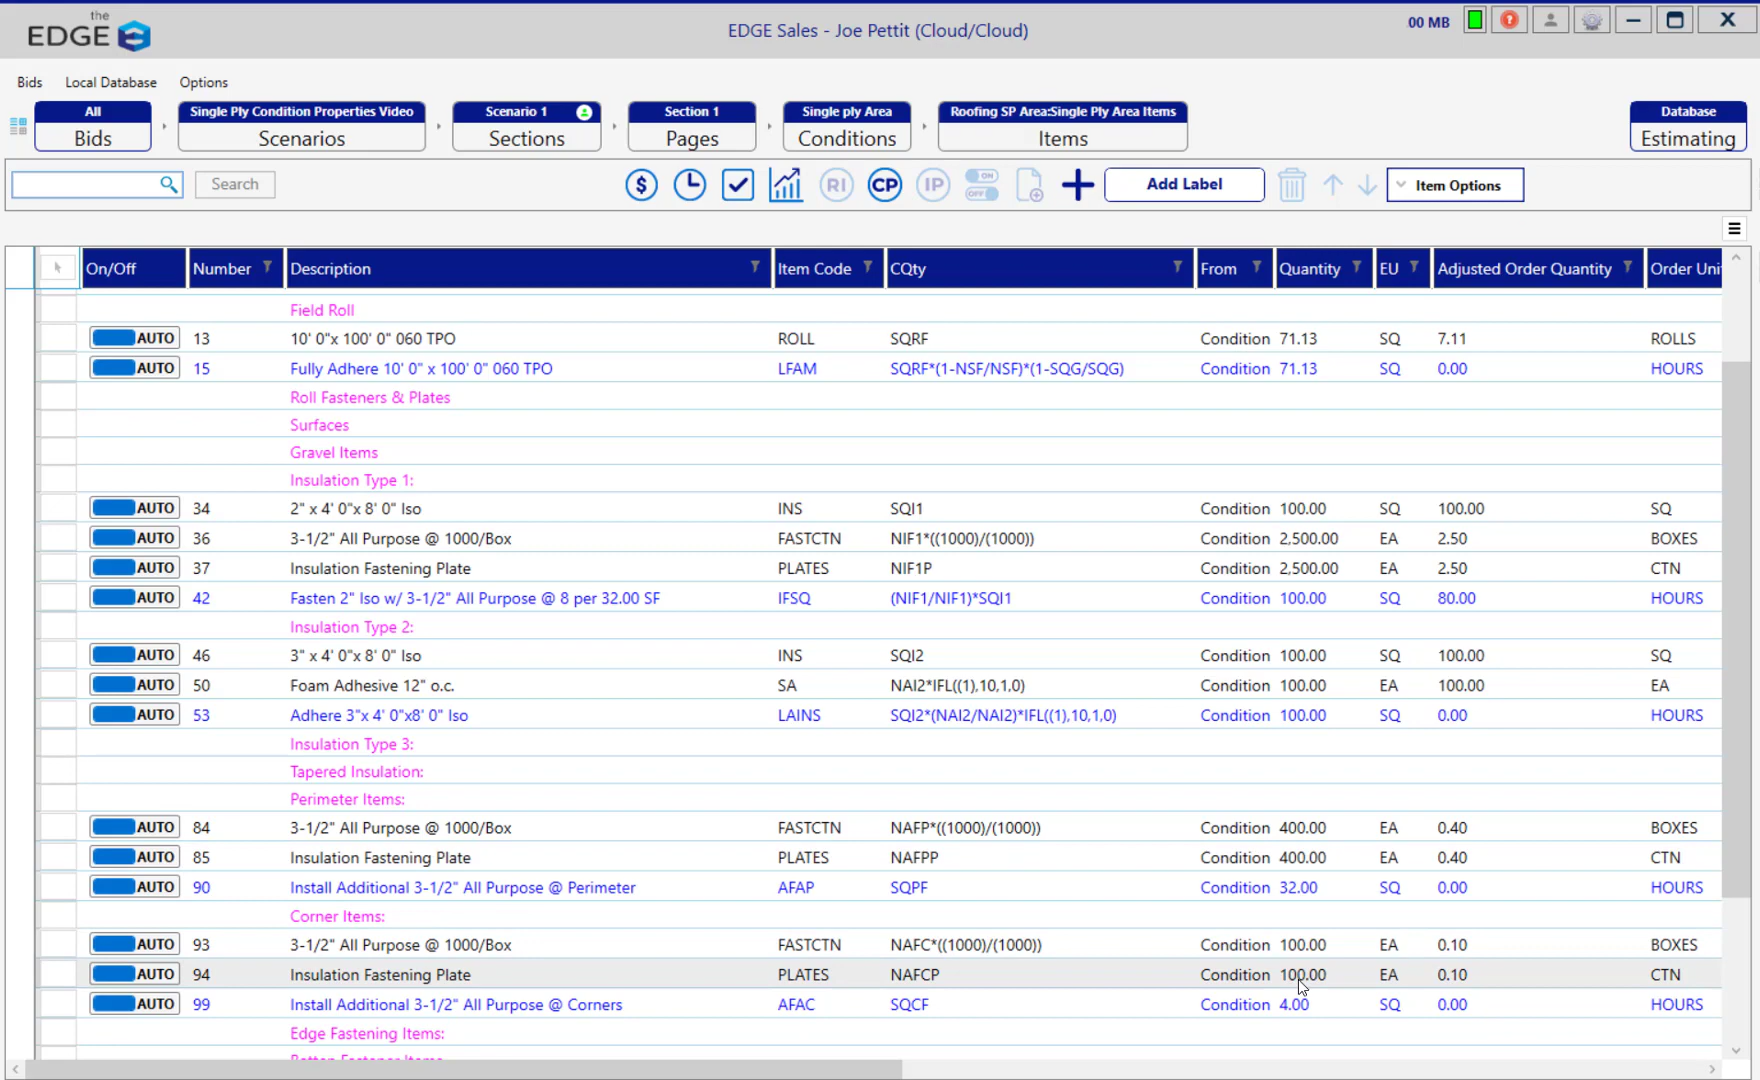 the
EDGE
EDGE Sales - Joe Pettit (Cloud/Cloud)
00 MB
Bids Local Database Options
All
Bids
Single Ply Condition Properties Video
Scenarios
Scenario 1
Sections
Section 1
Pages
Single ply Area
Conditions
Roofing SP Area:Single Ply Area Items
Items
Database
Estimating
Search
$
RI
CP
IP
ON
OFF
Add Label
Item Options
On/Off Number Description Item Code CQty From Quantity EU Adjusted Order Quantity Order Uni
Field Roll
AUTO 13 10' 0"x 100' 0" 060 TPO ROLL SQRF Condition 71.13 SQ 7.11 ROLLS
AUTO 15 Fully Adhere 10' 0" x 100' 0" 060 TPO LFAM SQRF*(1-NSF/NSF)*(1-SQG/SQG) Condition 71.13 SQ 0.00 HOURS
Roll Fasteners & Plates
Surfaces
Gravel Items
Insulation Type 1:
AUTO 34 2" x 4' 0"x 8' 0" Iso INS SQI1 Condition 100.00 SQ 100.00 SQ
AUTO 36 3-1/2" All Purpose @ 1000/Box FASTCTN NIF1*((1000)/(1000)) Condition 2,500.00 EA 2.50 BOXES
AUTO 37 Insulation Fastening Plate PLATES NIF1P Condition 2,500.00 EA 2.50 CTN
AUTO 42 Fasten 2" Iso w/ 3-1/2" All Purpose @ 8 per 32.00 SF IFSQ (NIF1/NIF1)*SQI1 Condition 100.00 SQ 80.00 HOURS
Insulation Type 2:
AUTO 46 3" x 4' 0"x 8' 0" Iso INS SQI2 Condition 100.00 SQ 100.00 SQ
AUTO 50 Foam Adhesive 12" o.c. SA NAI2*IFL((1),10,1,0) Condition 100.00 EA 100.00 EA
AUTO 53 Adhere 3"x 4' 0"x8' 0" Iso LAINS SQI2*(NAI2/NAI2)*IFL((1),10,1,0) Condition 100.00 SQ 0.00 HOURS
Insulation Type 3:
Tapered Insulation:
Perimeter Items:
AUTO 84 3-1/2" All Purpose @ 1000/Box FASTCTN NAFP*((1000)/(1000)) Condition 400.00 EA 0.40 BOXES
AUTO 85 Insulation Fastening Plate PLATES NAFPP Condition 400.00 EA 0.40 CTN
AUTO 90 Install Additional 3-1/2" All Purpose @ Perimeter AFAP SQPF Condition 32.00 SQ 0.00 HOURS
Corner Items:
AUTO 93 3-1/2" All Purpose @ 1000/Box FASTCTN NAFC*((1000)/(1000)) Condition 100.00 EA 0.10 BOXES
AUTO 94 Insulation Fastening Plate PLATES NAFCP Condition 100.00 EA 0.10 CTN
AUTO 99 Install Additional 3-1/2" All Purpose @ Corners AFAC SQCF Condition 4.00 SQ 0.00 HOURS
Edge Fastening Items: